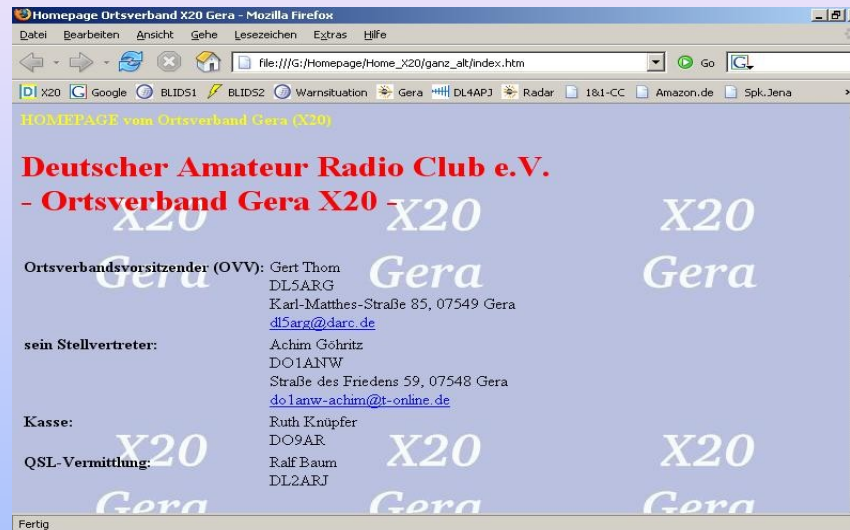 Homepage Ortsverband X20 Gera - Mozilla Firefox
Datei Bearbeiten Ansicht Gehe Lesezeichen Extras Hilfe
file:///G:/Homepage/Home_X20/ganz_alt/index.htm Go G
X20 Google BLIDS1 BLIDS2 Warnsituation Gera DL4APJ Radar 1&1-CC Amazon.de Spk.Jena
HOMEPAGE vom Ortsverband Gera (X20)
Deutscher Amateur Radio Club e.V.
- Ortsverband Gera X20 -
X20 X20 X20
Gera Gera Gera
Ortsverbandsvorsitzender (OVV): Gert Thom
DL5ARG
Karl-Matthes-Straße 85, 07549 Gera
dl5arg@darc.de
sein Stellvertreter: Achim Göhritz
DO1ANW
Straße des Friedens 59, 07548 Gera
do1anw-achim@t-online.de
Kasse: Ruth Knüpfer
DO9AR
X20 X20 X20
QSL-Vermittlung: Ralf Baum
DL2ARJ
Gera Gera Gera
Fertig